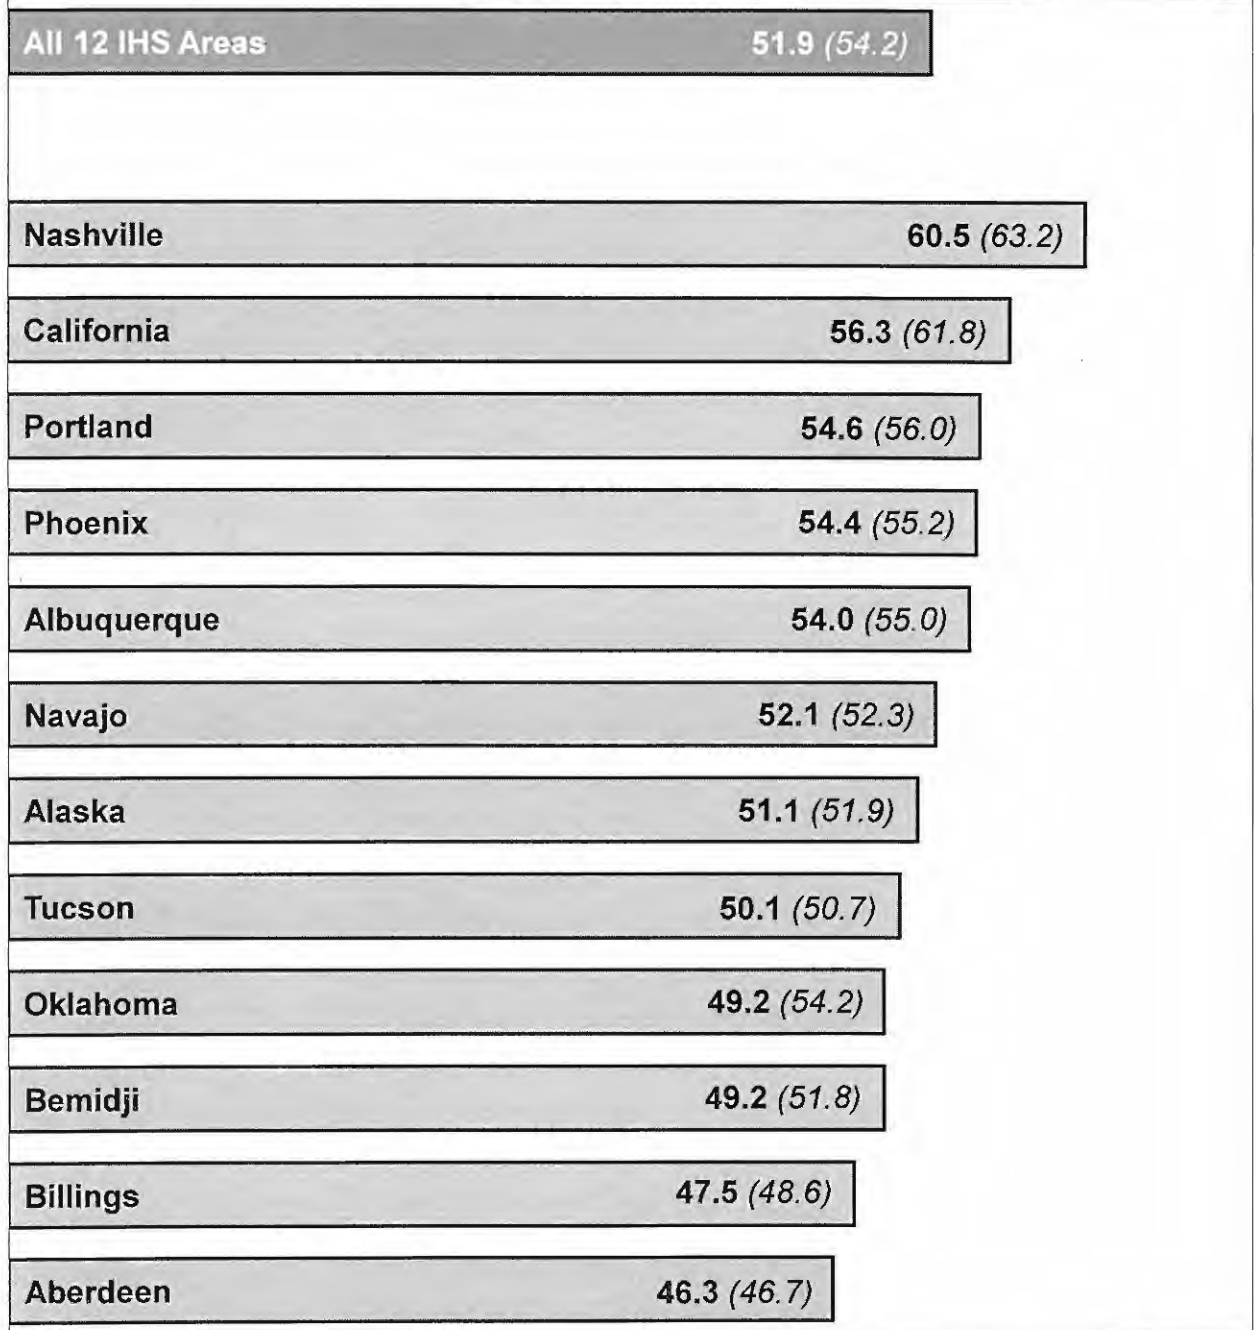 All 12 IHS Areas 51.9 (54.2)
Nashville 60.5 (63.2)
California 56.3 (61.8)
Portland 54.6 (56.0)
Phoenix 54.4 (55.2)
Albuquerque 54.0 (55.0)
Navajo 52.1 (52.3)
Alaska 51.1 (51.9)
Tucson 50.1 (50.7)
Oklahoma 49.2 (54.2)
Bemidji 49.2 (51.8)
Billings 47.5 (48.6)
Aberdeen 46.3 (46.7)